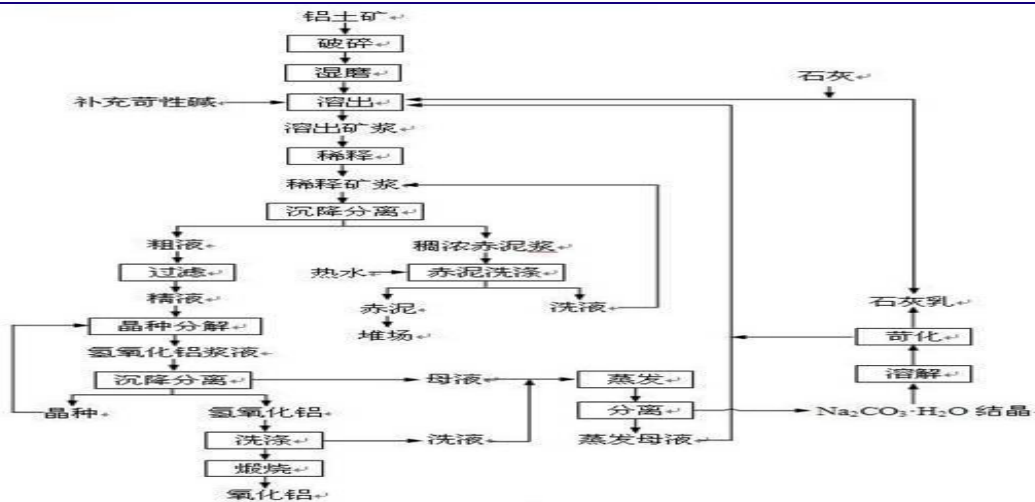 铝土矿
破碎
湿磨
石灰
补充苛性碱
溶出
溶出矿浆
稀释
稀释矿浆
沉降分离
粗液
稠浓赤泥浆
过滤
热水
赤泥洗涤
精液
赤泥
洗液
石灰乳
晶种分解
堆场
苛化
氢氧化铝浆液
沉降分离
母液
蒸发
溶解
晶种
氢氧化铝
分离
Na₂CO₃·H₂O 结晶
洗涤
洗液
蒸发母液
煅烧
氧化铝